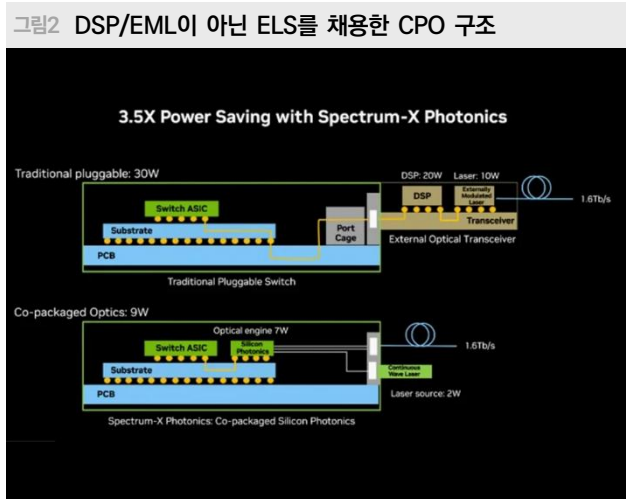 그림2 DSP/EML이 아닌 ELS를 채용한 CPO 구조
3.5X Power Saving with Spectrum-X Photonics
Traditional pluggable: 30W
DSP: 20W Laser: 10W
Switch ASIC
Substrate
PCB
Port
Cage
DSP
Externally
Modulated
Laser
1.6Tb/s
Transceiver
External Optical Transceiver
Traditional Pluggable Switch
Co-packaged Optics: 9W
Optical engine 7W
Switch ASIC
Silicon
Photonics
Substrate
PCB
1.6Tb/s
Continuous
Wave Laser
Laser source: 2W
Spectrum-X Photonics: Co-packaged Silicon Photonics